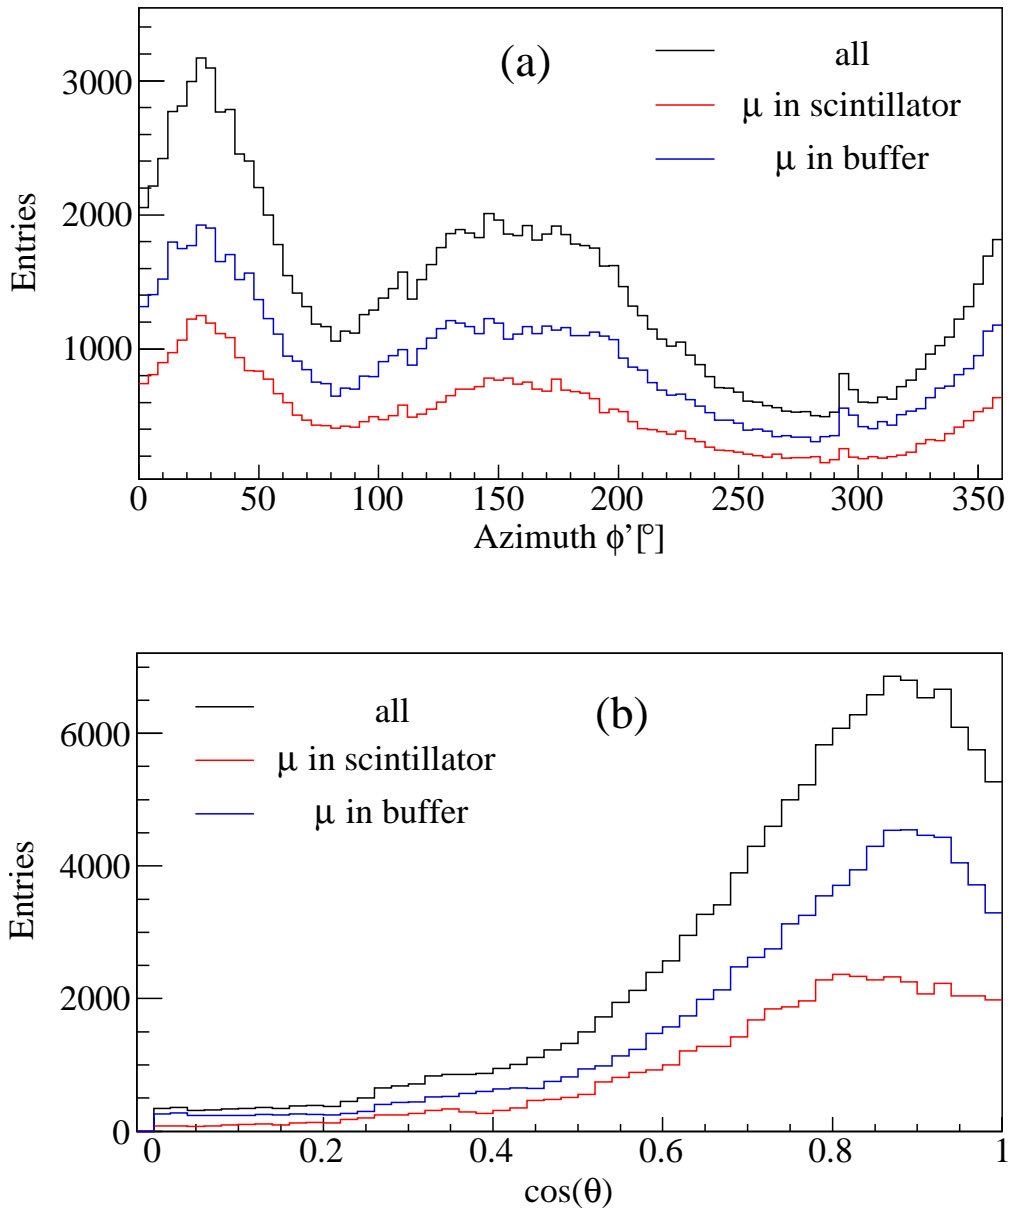 (a)
all
μ in scintillator
μ in buffer
Entries
3000
2000
1000
0 50 100 150 200 250 300 350
Azimuth ϕ’[°]
(b)
all
μ in scintillator
μ in buffer
Entries
6000
4000
2000
0
0 0.2 0.4 0.6 0.8 1
cos(θ)